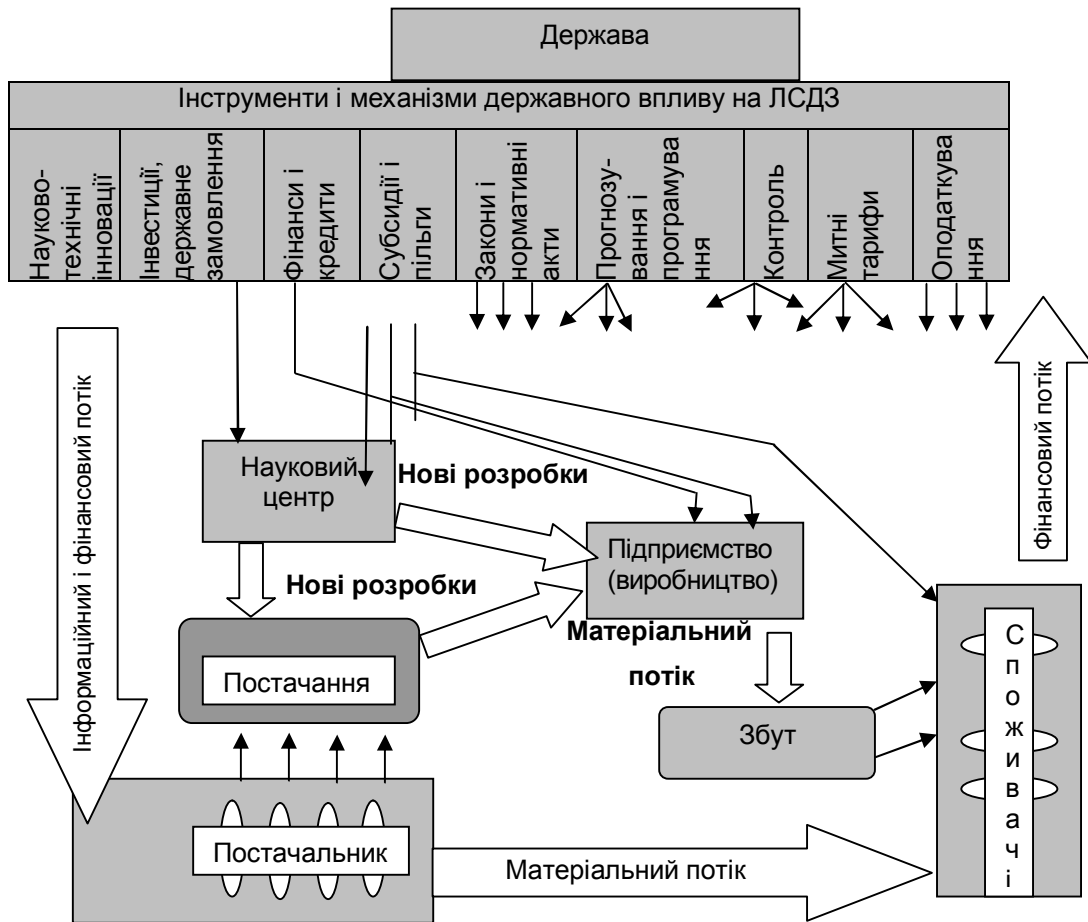 Держава
Інструменти і механізми державного впливу на ЛСДЗ
Науково-
технічні
інновації
Інвестиції,
державне
замовлення
Фінанси і
кредити
Субсидії і
пільги
Закони і
нормативні
акти
Прогнозу-
вання і
програмува
ння
Контроль
Митні
тарифи
Оподаткува
ння
Інформаційний і фінансовий потік
Фінансовий потік
Науковий
центр
Нові розробки
Підприємство
(виробництво)
Нові розробки
Матеріальний
потік
Постачання
Збут
Споживачі
Постачальник
Матеріальний потік